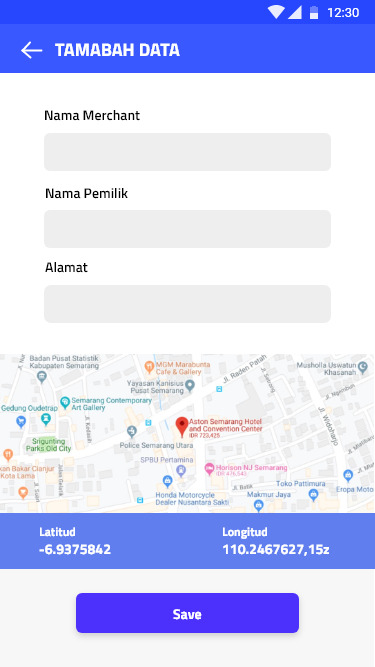 12:30
TAMABAH DATA
Nama Merchant
Nama Pemilik
Alamat
Badan Pusat Statistik
Kabupaten Semarang
MGM Marabunta
Cafe & Gallery
Jl. Raden Patah
Musholla Uswatun
Khasanah
Yayasan Kanisius
Pusat Semarang
Semarang Contemporary
Art Gallery
Gedung Oudetrap
Aston Semarang Hotel
and Convention Center
IDR 723,425
Jl. Widoharjo
Police Semarang Utara
Sringunting
Parks Old City
SPBU Pertamina
Horison NJ Semarang
kan Bakar Cianjur
Kota Lama
Toko Pattimura
Honda Motorcycle
Dealer Nusantara Sakti
Makmur Jaya
Eropa Moto
Latitud
-6.9375842
Longitud
110.2467627,15z
Save